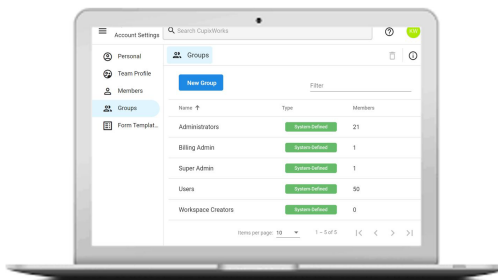 Account Settings
Search CupixWorks
KW
Personal
Team Profile
Members
Groups
Form Templat...
Groups
New Group
Filter
Name ↑ Type Members
Administrators System-Defined 21
Billing Admin System-Defined 1
Super Admin System-Defined 1
Users System-Defined 50
Workspace Creators System-Defined 0
Items per page: 10 1 – 5 of 5